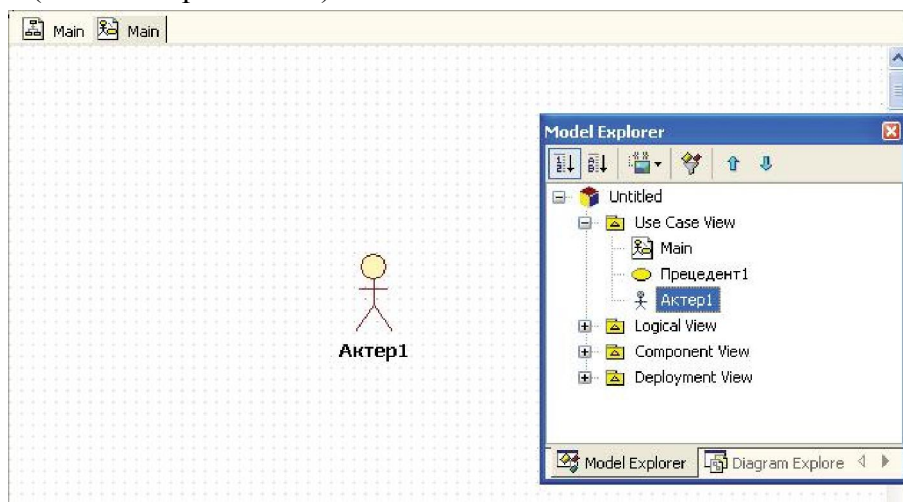 Main Main
Актер1
Model Explorer
Untitled
Use Case View
Main
Прецедент1
Актер1
Logical View
Component View
Deployment View
Model Explorer Diagram Explore